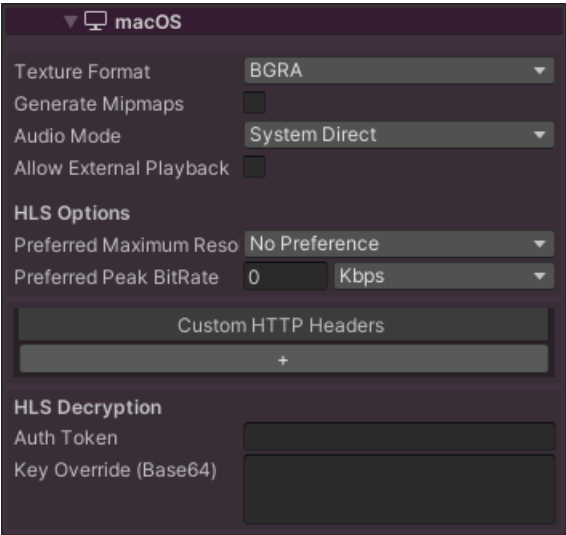 macOS
Texture Format BGRA
Generate Mipmaps
Audio Mode System Direct
Allow External Playback
HLS Options
Preferred Maximum Reso No Preference
Preferred Peak BitRate 0 Kbps
Custom HTTP Headers
+
HLS Decryption
Auth Token
Key Override (Base64)